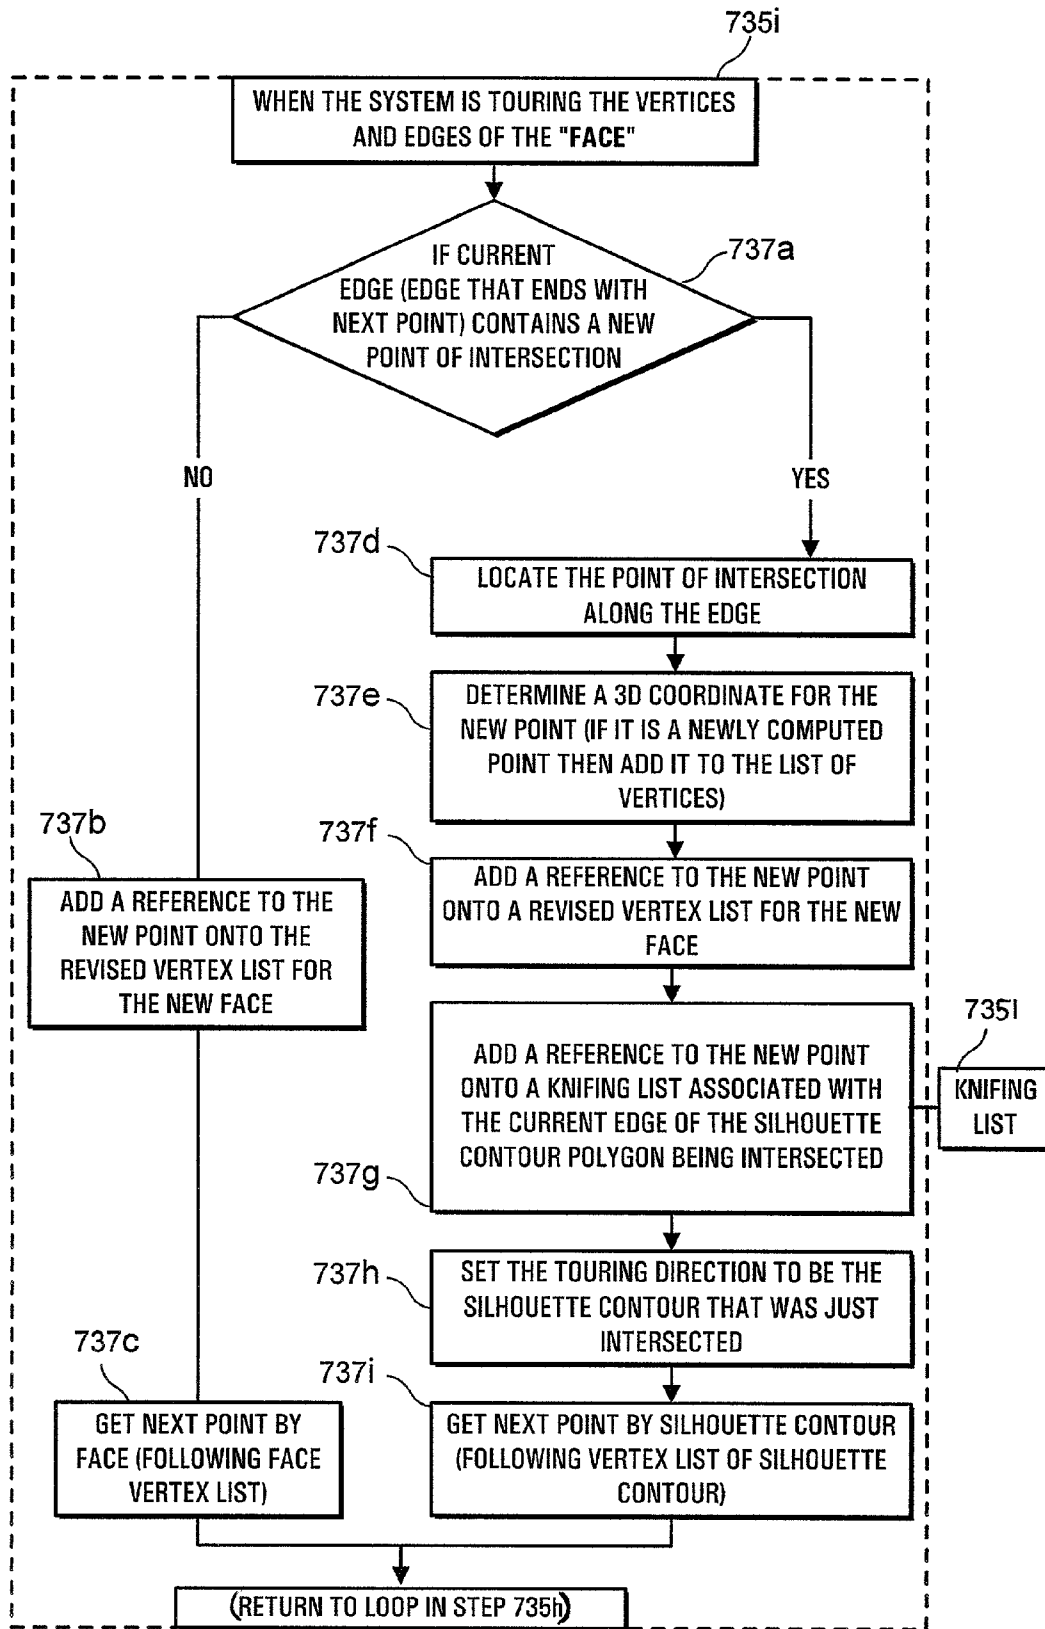 735i
WHEN THE SYSTEM IS TOURING THE VERTICES
AND EDGES OF THE "FACE"
737a
IF CURRENT
EDGE (EDGE THAT ENDS WITH
NEXT POINT) CONTAINS A NEW
POINT OF INTERSECTION
NO
YES
737d
LOCATE THE POINT OF INTERSECTION
ALONG THE EDGE
737e
DETERMINE A 3D COORDINATE FOR THE
NEW POINT (IF IT IS A NEWLY COMPUTED
POINT THEN ADD IT TO THE LIST OF
VERTICES)
737b
ADD A REFERENCE TO THE
NEW POINT ONTO THE
REVISED VERTEX LIST FOR
THE NEW FACE
737f
ADD A REFERENCE TO THE NEW POINT
ONTO A REVISED VERTEX LIST FOR THE NEW
FACE
737g
ADD A REFERENCE TO THE NEW POINT
ONTO A KNIFING LIST ASSOCIATED WITH
THE CURRENT EDGE OF THE SILHOUETTE
CONTOUR POLYGON BEING INTERSECTED
735l
KNIFING
LIST
737h
SET THE TOURING DIRECTION TO BE THE
SILHOUETTE CONTOUR THAT WAS JUST
INTERSECTED
737c
GET NEXT POINT BY
FACE (FOLLOWING FACE
VERTEX LIST)
737i
GET NEXT POINT BY SILHOUETTE CONTOUR
(FOLLOWING VERTEX LIST OF SILHOUETTE
CONTOUR)
(RETURN TO LOOP IN STEP 735h)